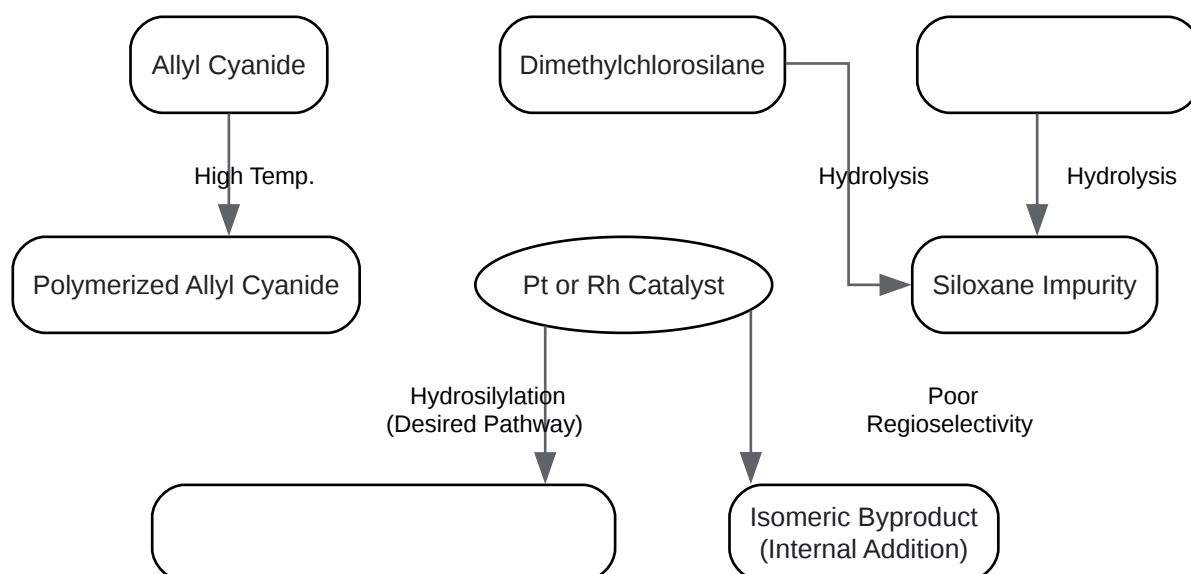 Allyl Cyanide
Dimethylchlorosilane
High Temp.
Hydrolysis
Hydrolysis
Polymerized Allyl Cyanide
Pt or Rh Catalyst
Siloxane Impurity
Hydrosilylation
(Desired Pathway)
Poor
Regioselectivity
Isomeric Byproduct
(Internal Addition)